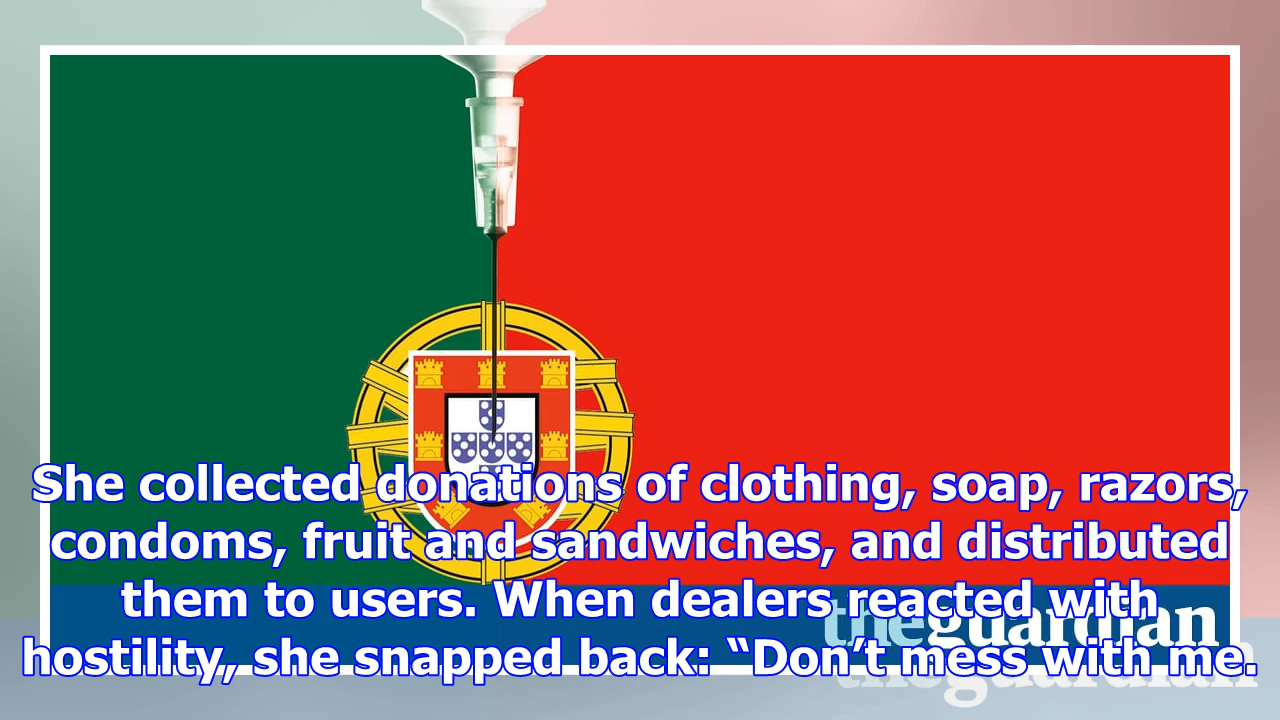 She collected donations of clothing, soap, razors,
condoms, fruit and sandwiches, and distributed
them to users. When dealers reacted with
hostility, she snapped back: “Don’t mess with me.
theguardian
theguardian